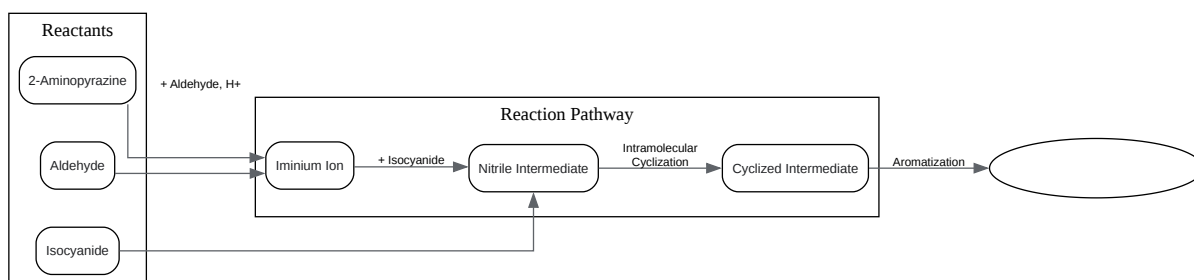 Reactants
2-Aminopyrazine
Aldehyde
Isocyanide
+ Aldehyde, H+
Reaction Pathway
Iminium Ion
+ Isocyanide
Nitrile Intermediate
Intramolecular
Cyclization
Cyclized Intermediate
Aromatization